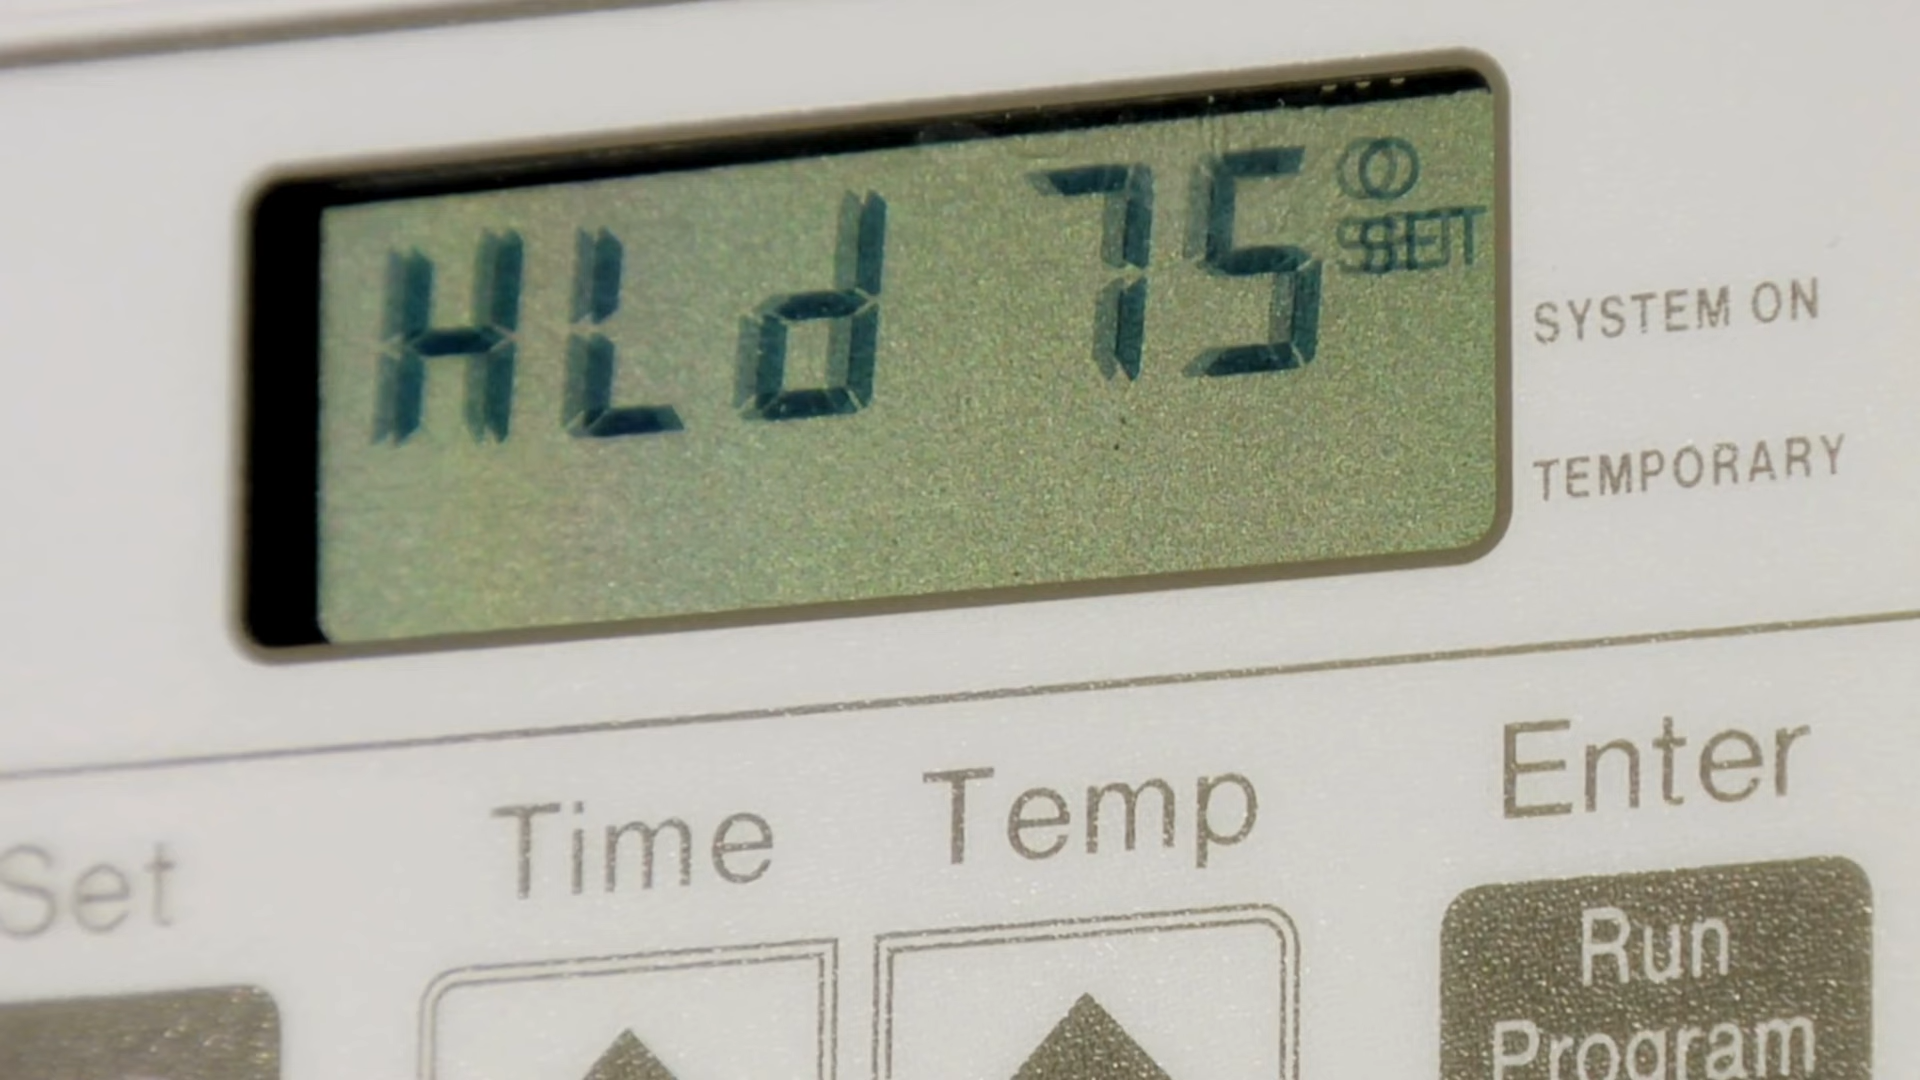 HLd 75°
SET
SYSTEM ON
TEMPORARY
Set Time Temp Enter
Run
Program